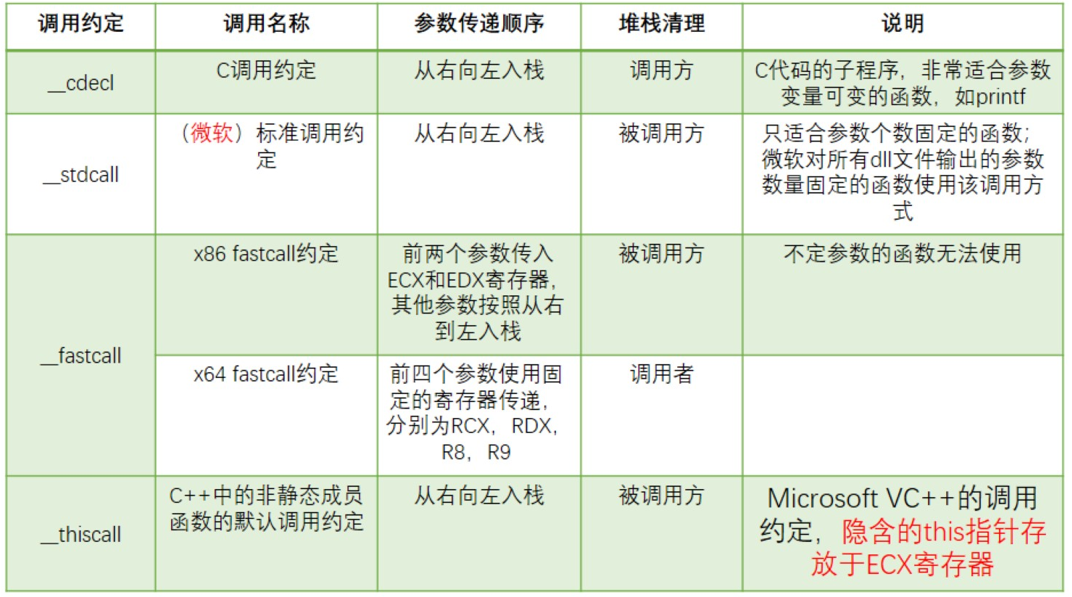 调用约定
调用名称
参数传递顺序
堆栈清理
说明
__cdecl
C调用约定
从右向左入栈
调用方
C代码的子程序，非常适合参数
变量可变的函数，如printf
__stdcall
（微软）标准调用约
定
从右向左入栈
被调用方
只适合参数个数固定的函数；
微软对所有dll文件输出的参数
数量固定的函数使用该调用方
式
__fastcall
x86 fastcall约定
前两个参数传入
ECX和EDX寄存器，
其他参数按照从右
到左入栈
被调用方
不定参数的函数无法使用
x64 fastcall约定
前四个参数使用固
定的寄存器传递，
分别为RCX，RDX，
R8，R9
调用者
__thiscall
C++中的非静态成员
函数的默认调用约定
从右向左入栈
被调用方
Microsoft VC++的调用
约定，隐含的this指针存
放于ECX寄存器